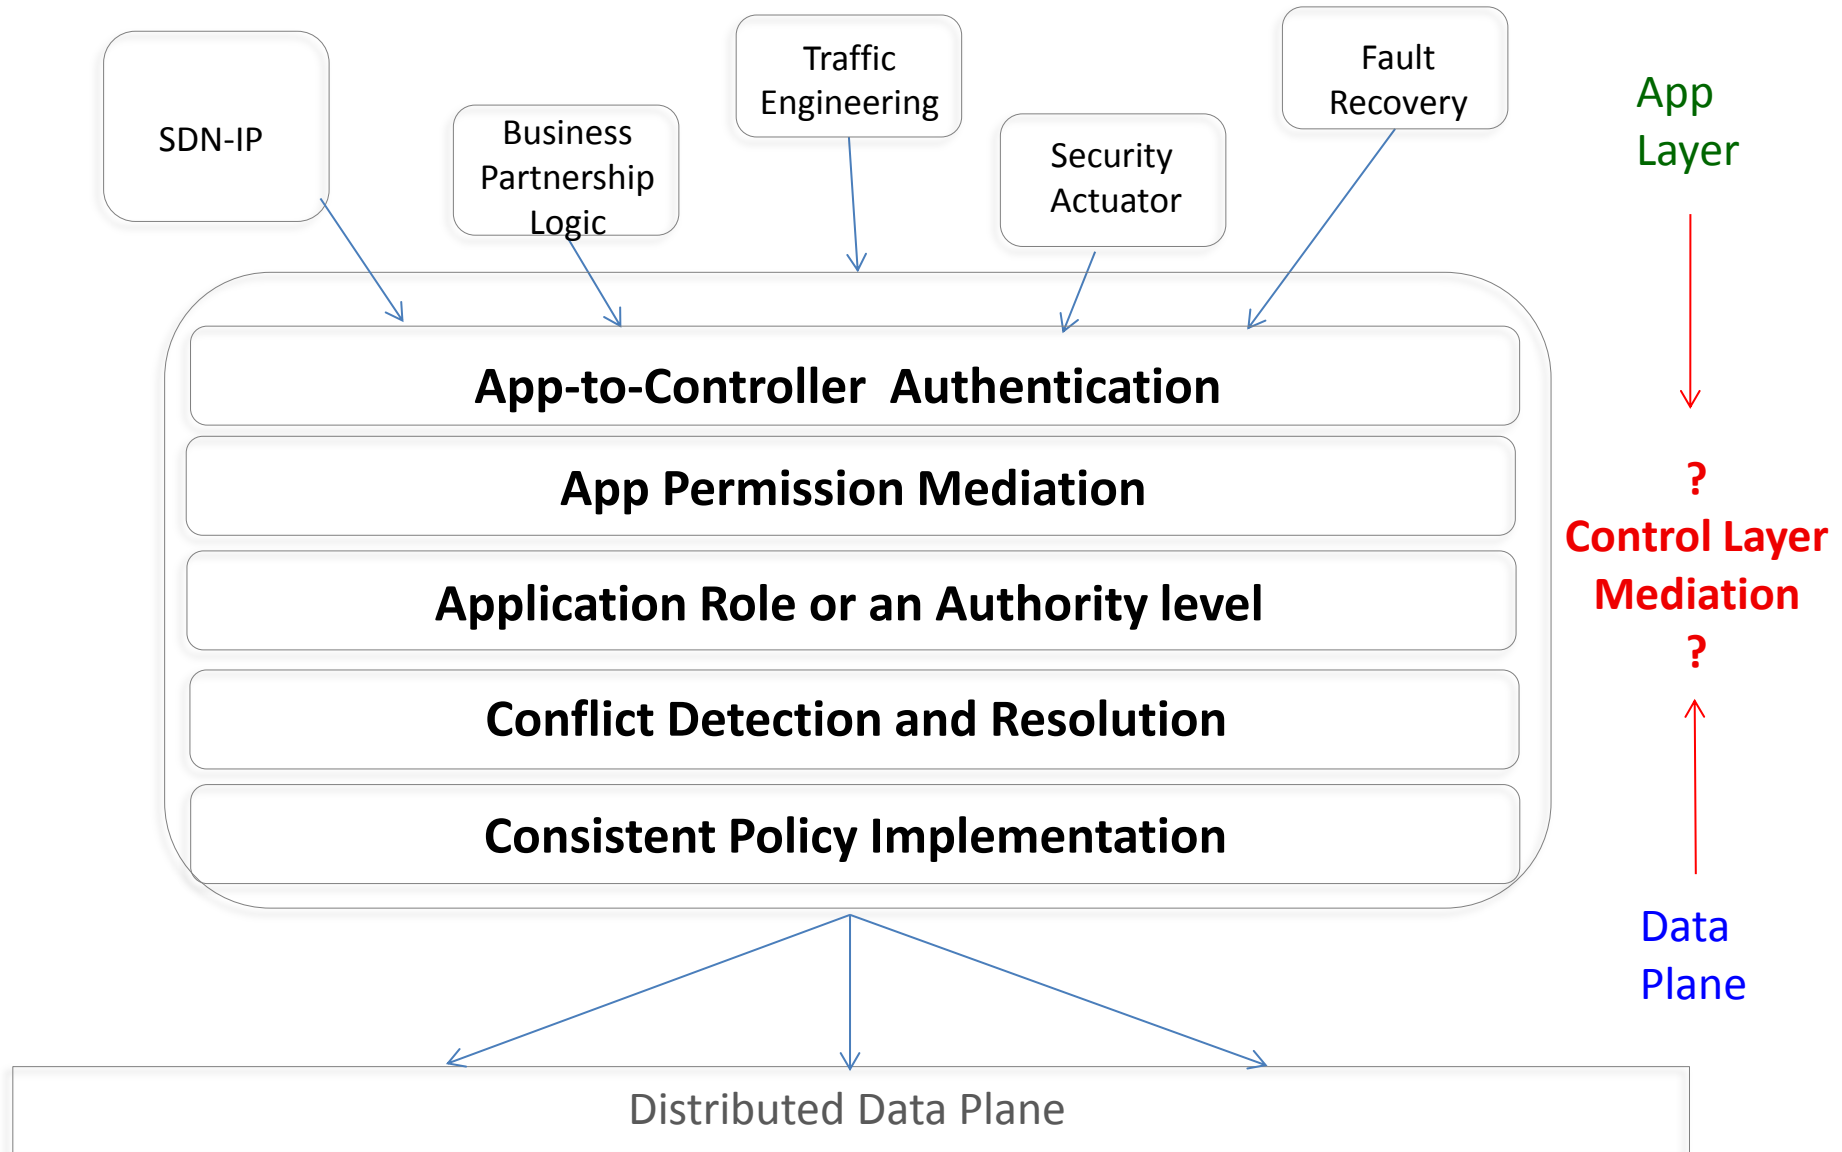 SDN-IP
Business
Partnership
Logic
Traffic
Engineering
Security
Actuator
Fault
Recovery
App
Layer
App-to-Controller  Authentication
App Permission Mediation
Application Role or an Authority level
Conflict Detection and Resolution
Consistent Policy Implementation
?
Control Layer
Mediation
?
Data
Plane
Distributed Data Plane